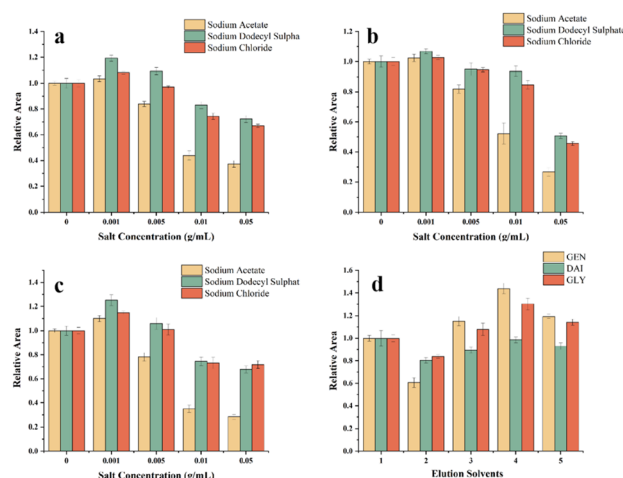 a
Sodium Acetate
Sodium Dodecyl Sulpha
Sodium Chloride
1.4
1.2
1.0
0.8
0.6
0.4
0.2
0.0
Relative Area
0 0.001 0.005 0.01 0.05
Salt Concentration (g/mL)
b
Sodium Acetate
Sodium Dodecyl Sulphat
Sodium Chloride
1.2
1.0
0.8
0.6
0.4
0.2
0.0
Relative Area
0 0.001 0.005 0.01 0.05
Salt Concentration (g/mL)
c
Sodium Acetate
Sodium Dodecyl Sulphat
Sodium Chloride
1.4
1.2
1.0
0.8
0.6
0.4
0.2
0.0
Relative Area
0 0.001 0.005 0.01 0.05
Salt Concentration (g/mL)
d
GEN
DAI
GLY
1.6
1.4
1.2
1.0
0.8
0.6
0.4
0.2
0.0
Relative Area
1 2 3 4 5
Elution Solvents